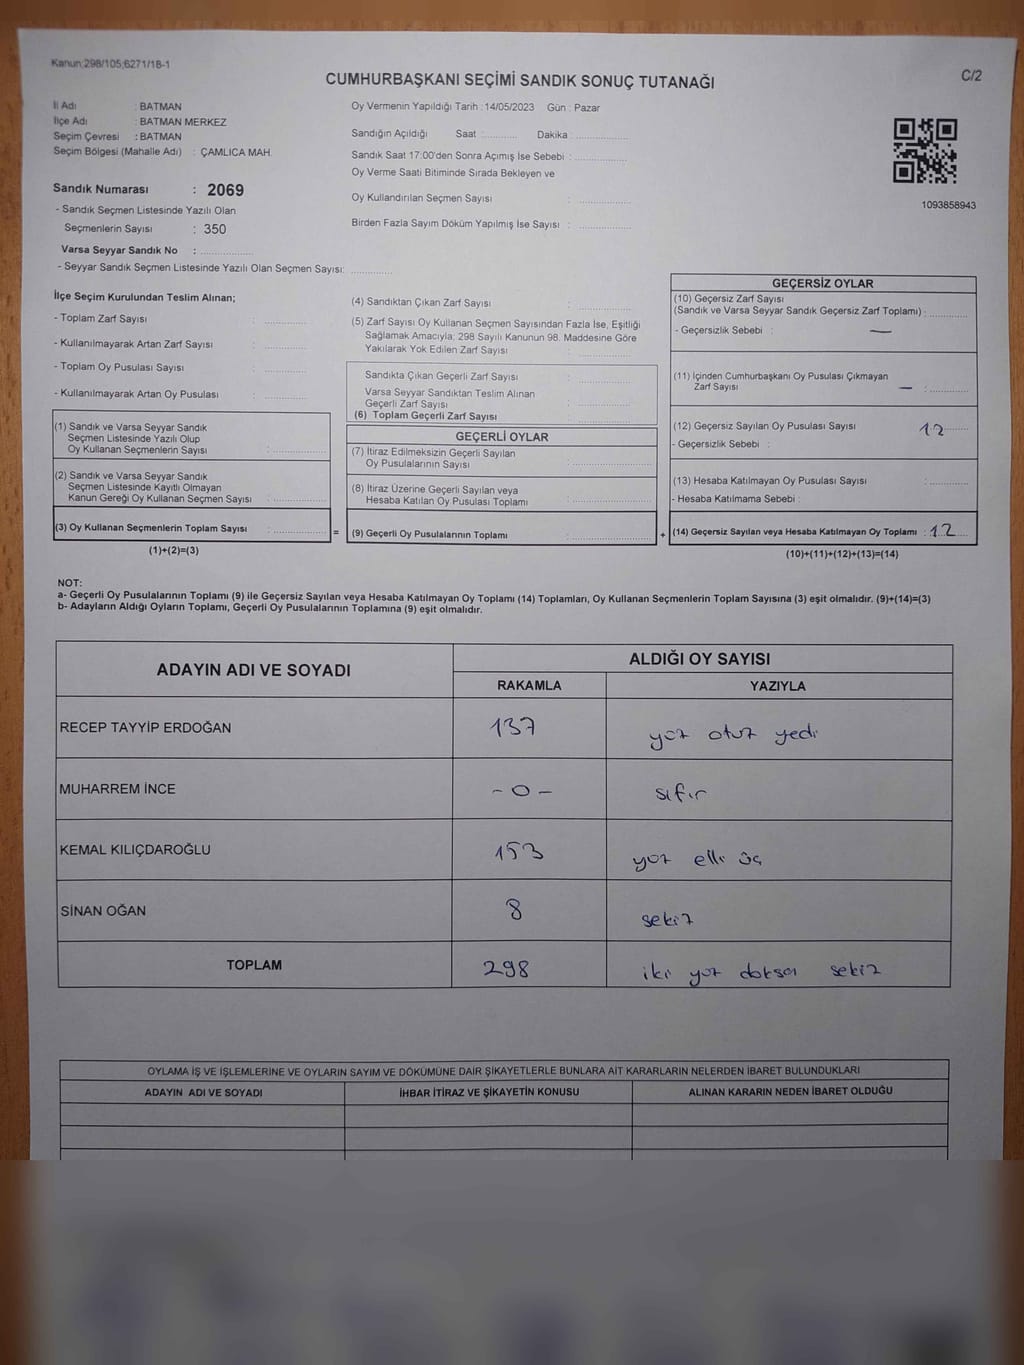 Kanun:298/105;6271/18-1
CUMHURBAŞKANI SEÇİMİ SANDIK SONUÇ TUTANAĞI
C/2
İl Adı : BATMAN
İlçe Adı : BATMAN MERKEZ
Seçim Çevresi : BATMAN
Seçim Bölgesi (Mahalle Adı) : ÇAMLICA MAH.
Sandık Numarası : 2069
- Sandık Seçmen Listesinde Yazılı Olan
Seçmenlerin Sayısı : 350
Varsa Seyyar Sandık No :
- Seyyar Sandık Seçmen Listesinde Yazılı Olan Seçmen Sayısı:
Oy Vermenin Yapıldığı Tarih :14/05/2023 Gün : Pazar
Sandığın Açıldığı Saat : Dakika :
Sandık Saat 17:00'den Sonra Açımış İse Sebebi :
Oy Verme Saati Bitiminde Sırada Bekleyen ve
Oy Kullandırılan Seçmen Sayısı :
Birden Fazla Sayım Döküm Yapılmış İse Sayısı :
1093858943
İlçe Seçim Kurulundan Teslim Alınan;
- Toplam Zarf Sayısı :
- Kullanılmayarak Artan Zarf Sayısı :
- Toplam Oy Pusulası Sayısı :
- Kullanılmayarak Artan Oy Pusulası :
(1) Sandık ve Varsa Seyyar Sandık
Seçmen Listesinde Yazılı Olup
Oy Kullanan Seçmenlerin Sayısı :
(2) Sandık ve Varsa Seyyar Sandık
Seçmen Listesinde Kayıtlı Olmayan
Kanun Gereği Oy Kullanan Seçmen Sayısı :
(3) Oy Kullanan Seçmenlerin Toplam Sayısı : =
(1)+(2)=(3)
(4) Sandıktan Çıkan Zarf Sayısı :
(5) Zarf Sayısı Oy Kullanan Seçmen Sayısından Fazla İse, Eşitliği
Sağlamak Amacıyla; 298 Sayılı Kanunun 98. Maddesine Göre
Yakılarak Yok Edilen Zarf Sayısı :
Sandıkta Çıkan Geçerli Zarf Sayısı :
Varsa Seyyar Sandıktan Teslim Alınan
Geçerli Zarf Sayısı :
(6) Toplam Geçerli Zarf Sayısı :
GEÇERLİ OYLAR
(7) İtiraz Edilmeksizin Geçerli Sayılan
Oy Pusulalarının Sayısı :
(8) İtiraz Üzerine Geçerli Sayılan veya
Hesaba Katılan Oy Pusulası Toplamı :
(9) Geçerli Oy Pusulalarının Toplamı : +
GEÇERSİZ OYLAR
(10) Geçersiz Zarf Sayısı
(Sandık ve Varsa Seyyar Sandık Geçersiz Zarf Toplamı) :
- Geçersizlik Sebebi : —
(11) İçinden Cumhurbaşkanı Oy Pusulası Çıkmayan
Zarf Sayısı — :
(12) Geçersiz Sayılan Oy Pusulası Sayısı : 12
- Geçersizlik Sebebi :
(13) Hesaba Katılmayan Oy Pusulası Sayısı :
- Hesaba Katılmama Sebebi :
(14) Geçersiz Sayılan veya Hesaba Katılmayan Oy Toplamı : 12
(10)+(11)+(12)+(13)=(14)
NOT:
a- Geçerli Oy Pusulalarının Toplamı (9) ile Geçersiz Sayılan veya Hesaba Katılmayan Oy Toplamı (14) Toplamları, Oy Kullanan Seçmenlerin Toplam Sayısına (3) eşit olmalıdır. (9)+(14)=(3)
b- Adayların Aldığı Oyların Toplamı, Geçerli Oy Pusulalarının Toplamına (9) eşit olmalıdır.
ADAYIN ADI VE SOYADI
ALDIĞI OY SAYISI
RAKAMLA YAZIYLA
RECEP TAYYİP ERDOĞAN 137 yüz otuz yedi
MUHARREM İNCE - 0 - sıfır
KEMAL KILIÇDAROĞLU 153 yüz elli üç
SİNAN OĞAN 8 sekiz
TOPLAM 298 iki yüz doksan sekiz
OYLAMA İŞ VE İŞLEMLERİNE VE OYLARIN SAYIM VE DÖKÜMÜNE DAİR ŞİKAYETLERLE BUNLARA AİT KARARLARIN NELERDEN İBARET BULUNDUKLARI
ADAYIN ADI VE SOYADI İHBAR İTİRAZ VE ŞİKAYETİN KONUSU ALINAN KARARIN NEDEN İBARET OLDUĞU